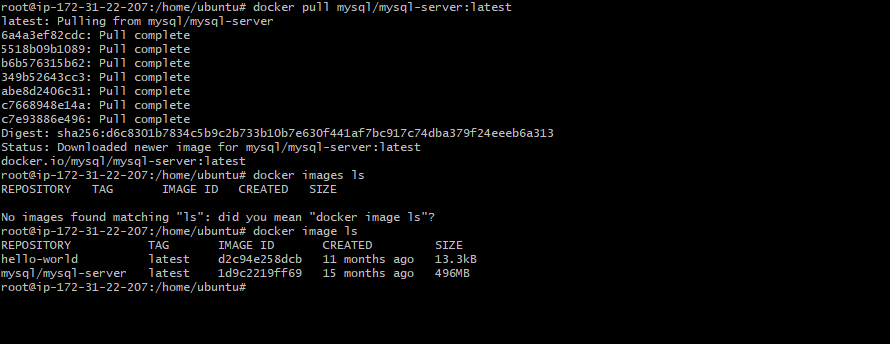 root@ip-172-31-22-207:/home/ubuntu# docker pull mysql/mysql-server:latest
latest: Pulling from mysql/mysql-server
6a4a3ef82cdc: Pull complete
5518b09b1089: Pull complete
b6b576315b62: Pull complete
349b52643cc3: Pull complete
abe8d2406c31: Pull complete
c7668948e14a: Pull complete
c7e93886e496: Pull complete
Digest: sha256:d6c8301b7834c5b9c2b733b10b7e630f441af7bc917c74dba379f24eeeb6a313
Status: Downloaded newer image for mysql/mysql-server:latest
docker.io/mysql/mysql-server:latest
root@ip-172-31-22-207:/home/ubuntu# docker images ls
REPOSITORY   TAG       IMAGE ID   CREATED   SIZE

No images found matching "ls": did you mean "docker image ls"?
root@ip-172-31-22-207:/home/ubuntu# docker image ls
REPOSITORY           TAG       IMAGE ID       CREATED         SIZE
hello-world          latest    d2c94e258dcb   11 months ago   13.3kB
mysql/mysql-server   latest    1d9c2219ff69   15 months ago   496MB
root@ip-172-31-22-207:/home/ubuntu#